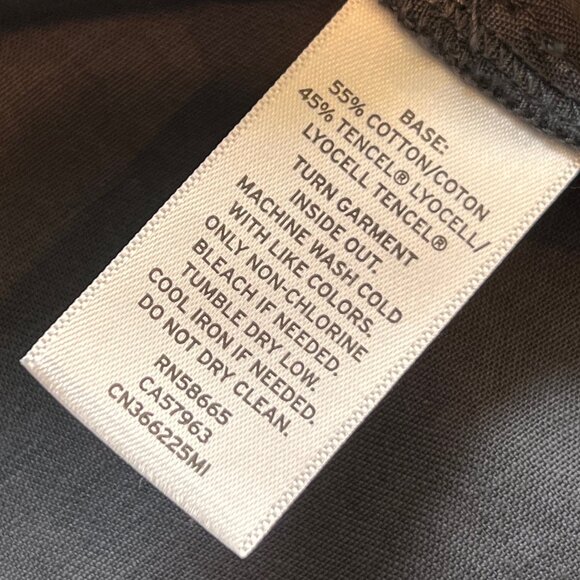 BASE:
55% COTTON/COTON
45% TENCEL® LYOCELL/
LYOCELL TENCEL®
TURN GARMENT
INSIDE OUT.
MACHINE WASH COLD
WITH LIKE COLORS.
ONLY NON-CHLORINE
BLEACH IF NEEDED.
TUMBLE DRY LOW.
COOL IRON IF NEEDED.
DO NOT DRY CLEAN.
RN58665
CA57963
CN366225MI